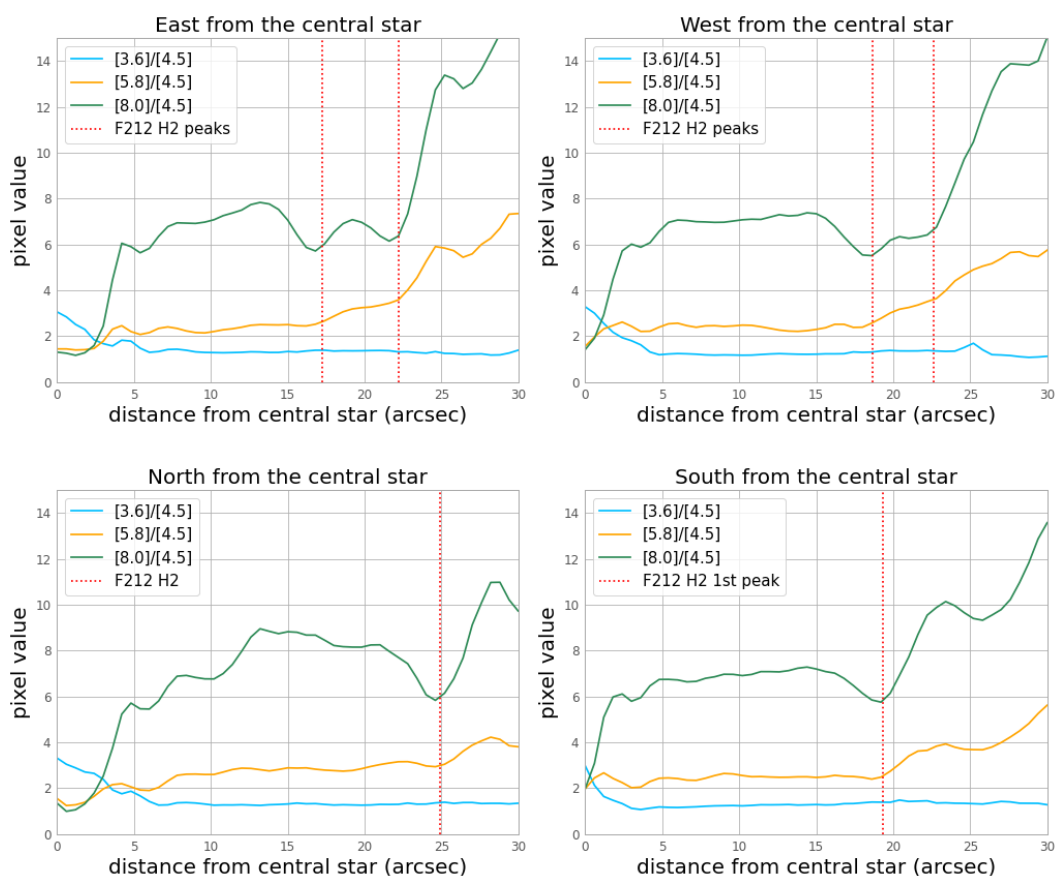 East from the central star
[3.6]/[4.5]
[5.8]/[4.5]
[8.0]/[4.5]
F212 H2 peaks
pixel value
0 2 4 6 8 10 12 14
0 5 10 15 20 25 30
distance from central star (arcsec)
West from the central star
[3.6]/[4.5]
[5.8]/[4.5]
[8.0]/[4.5]
F212 H2 peaks
pixel value
0 2 4 6 8 10 12 14
0 5 10 15 20 25 30
distance from central star (arcsec)
North from the central star
[3.6]/[4.5]
[5.8]/[4.5]
[8.0]/[4.5]
F212 H2
pixel value
0 2 4 6 8 10 12 14
0 5 10 15 20 25 30
distance from central star (arcsec)
South from the central star
[3.6]/[4.5]
[5.8]/[4.5]
[8.0]/[4.5]
F212 H2 1st peak
pixel value
0 2 4 6 8 10 12 14
0 5 10 15 20 25 30
distance from central star (arcsec)